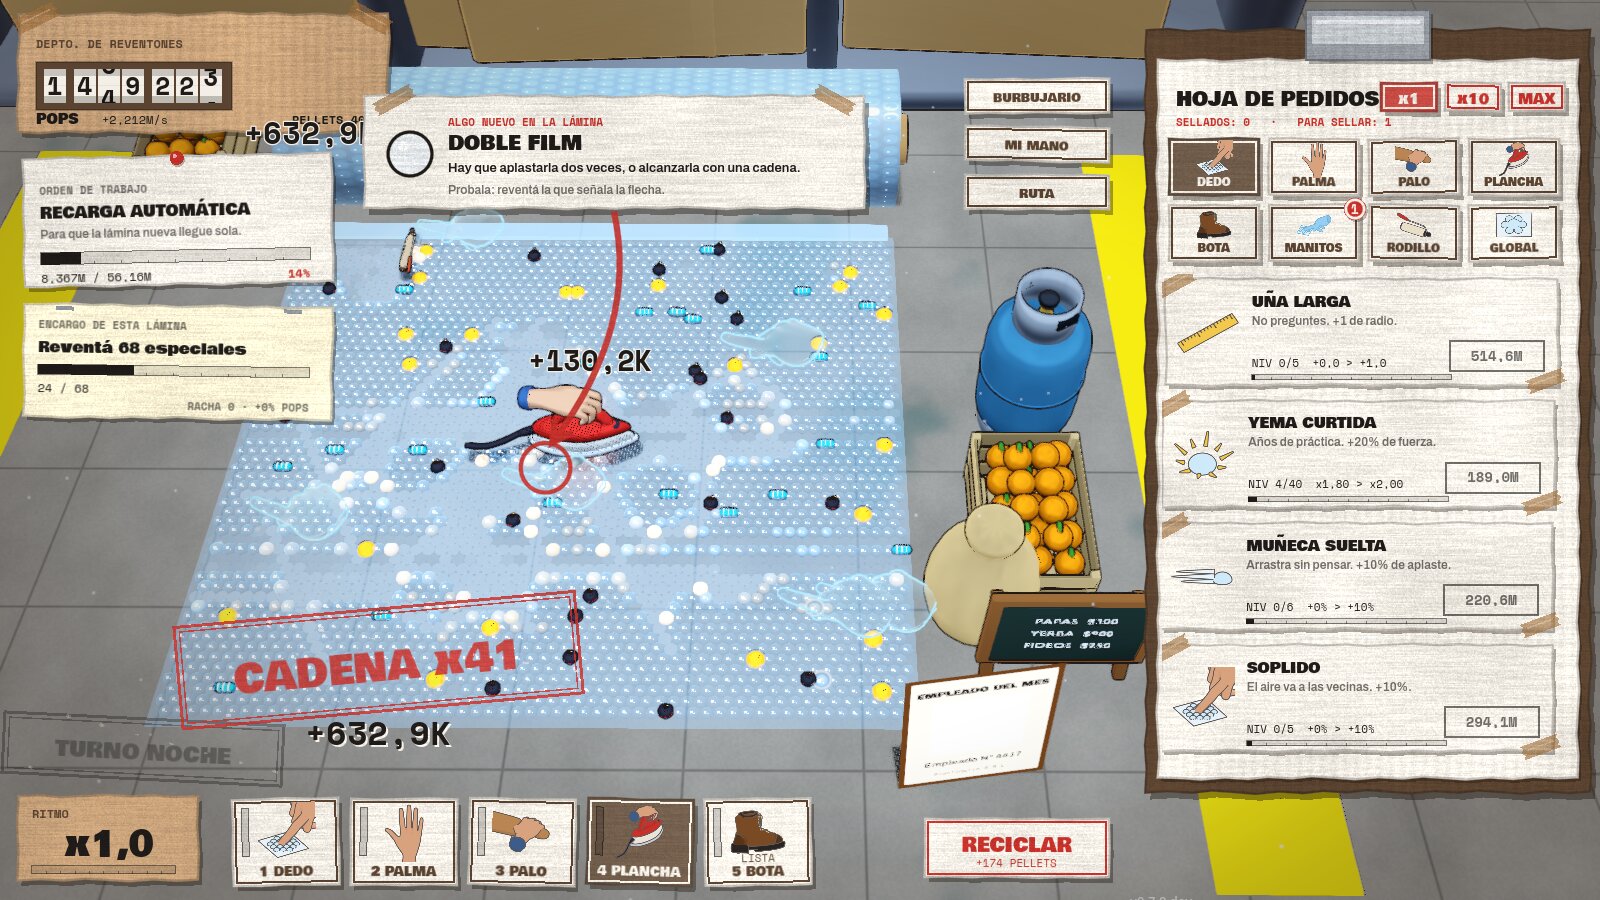 DEPTO. DE REVENTONES
POPS +2,212M/s
+632,9
ORDEN DE TRABAJO
RECARGA AUTOMÁTICA
Para que la lámina nueva llegue sola.
8,367M / 56,16M 14%
ENCARGO DE ESTA LÁMINA
Reventá 68 especiales
24 / 68
RACHA 0 · +0% POPS
ALGO NUEVO EN LA LÁMINA
DOBLE FILM
Hay que aplastarla dos veces, o alcanzarla con una cadena.
Probala: reventá la que señala la flecha.
BURBUJARIO
MI MANO
RUTA
+130,2K
CADENA x41
+632,9K
TURNO NOCHE
PAPAS $100
YERBA
FIDEOS
EMPLEADO DEL MES
HOJA DE PEDIDOS
x1 x10 MAX
SELLADOS: 0 · PARA SELLAR: 1
DEDO PALMA PALO PLANCHA
BOTA MANITOS RODILLO GLOBAL
1
UÑA LARGA
No preguntes. +1 de radio.
NIV 0/5 +0,0 > +1,0
514,6M
YEMA CURTIDA
Años de práctica. +20% de fuerza.
NIV 4/40 x1,80 > x2,00
189,0M
MUÑECA SUELTA
Arrastra sin pensar. +10% de aplaste.
NIV 0/6 +0% > +10%
220,6M
SOPLIDO
El aire va a las vecinas. +10%.
NIV 0/5 +0% > +10%
294,1M
RITMO
x1,0
1 DEDO
2 PALMA
3 PALO
4 PLANCHA
LISTA
5 BOTA
RECICLAR
+174 PELLETS